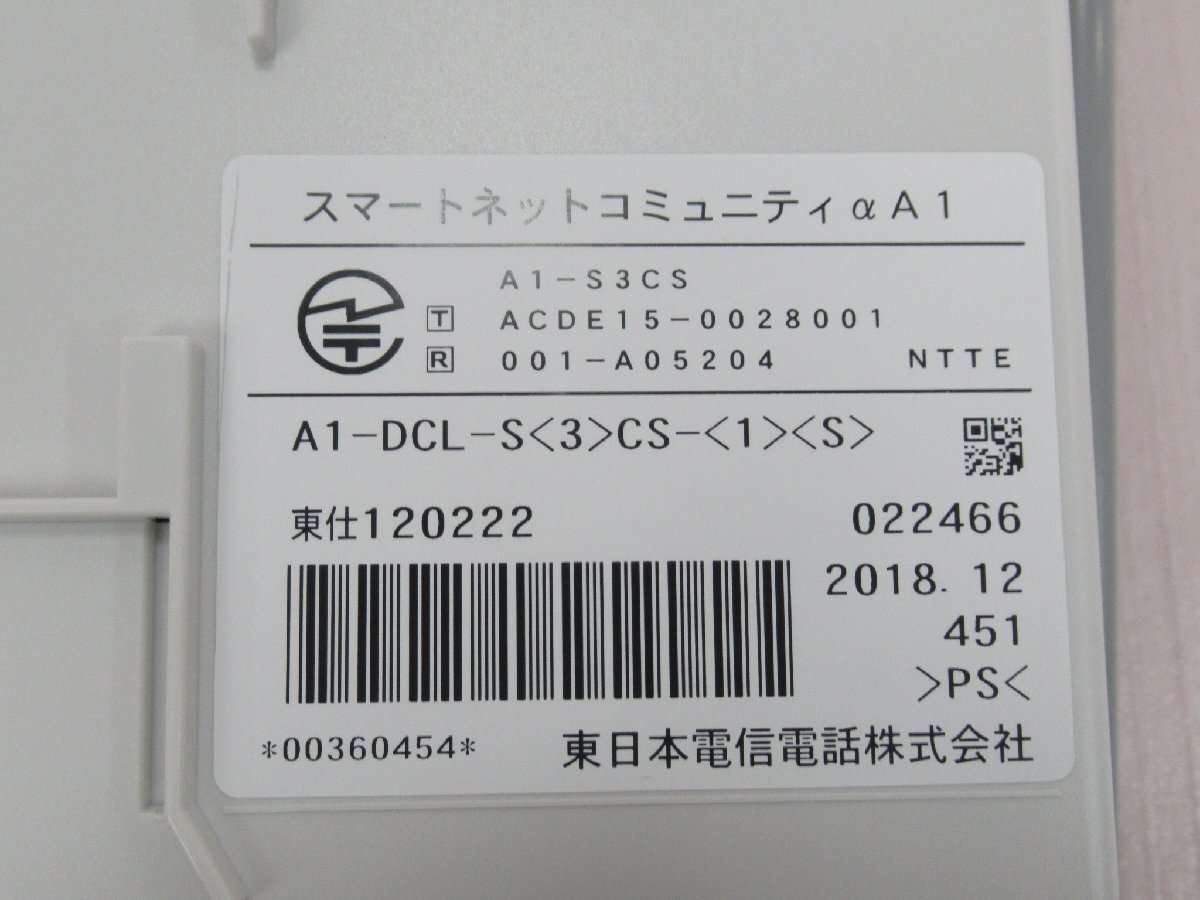 スマートネットコミュニティαA1
A1-S3CS
T ACDE15-0028001
R 001-A05204 NTTE
A1-DCL-S<3>CS-<1><S>
東仕120222 022466
2018.12
451
>PS<
*00360454* 東日本電信電話株式会社